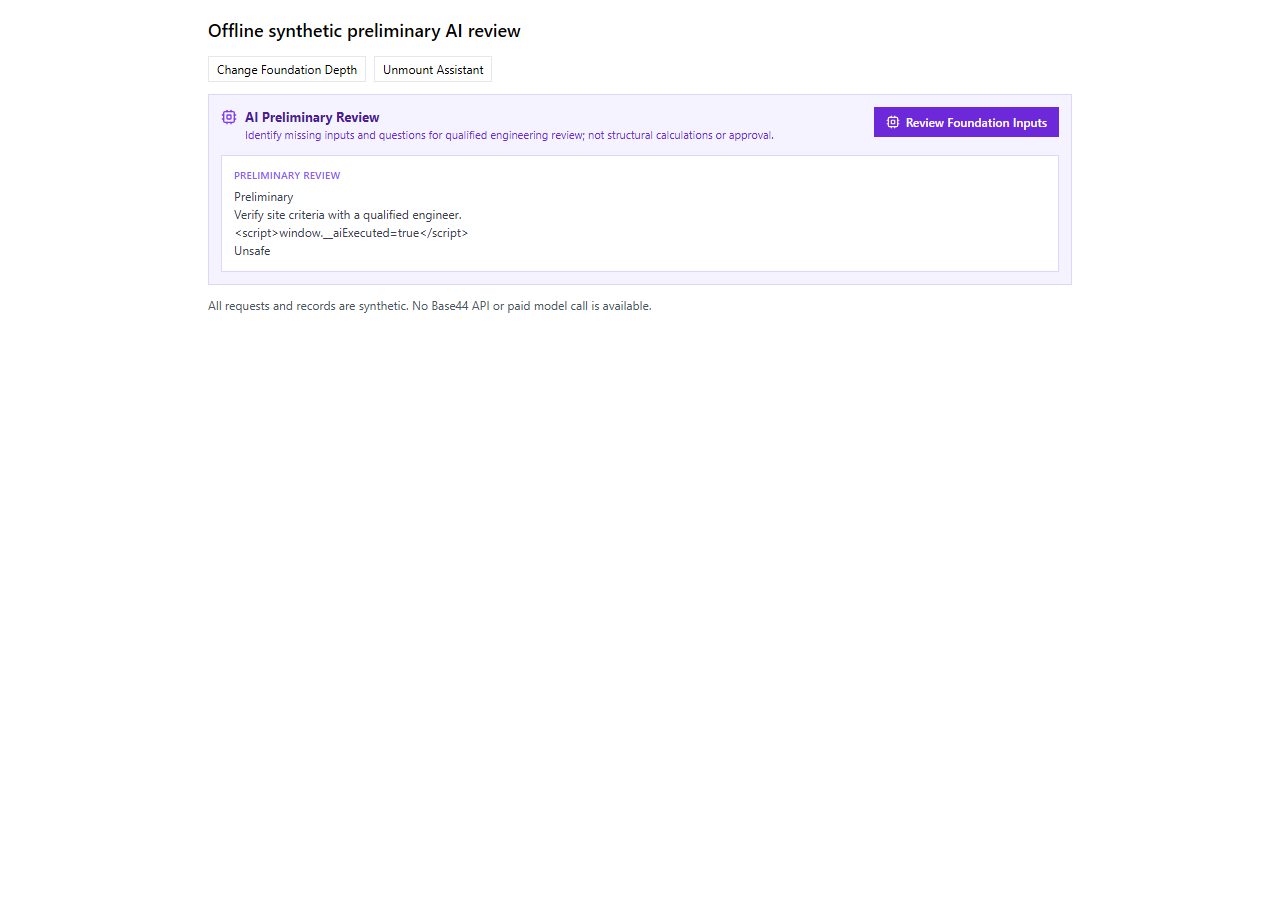 Offline synthetic preliminary AI review
Change Foundation Depth
Unmount Assistant
AI Preliminary Review
Identify missing inputs and questions for qualified engineering review; not structural calculations or approval.
Review Foundation Inputs
PRELIMINARY REVIEW
Preliminary
Verify site criteria with a qualified engineer.
<script>window.__aiExecuted=true</script>
Unsafe
All requests and records are synthetic. No Base44 API or paid model call is available.